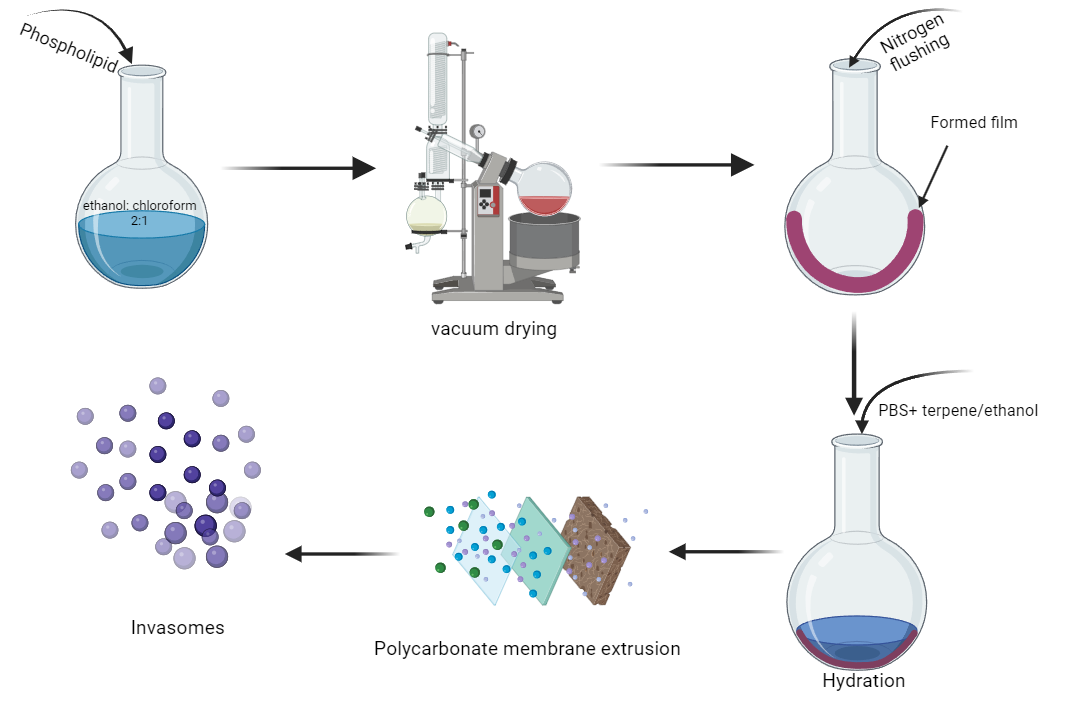 Phospholipid
ethanol: chloroform
2:1
vacuum drying
Nitrogen
flushing
Formed film
PBS+ terpene/ethanol
Hydration
Polycarbonate membrane extrusion
Invasomes